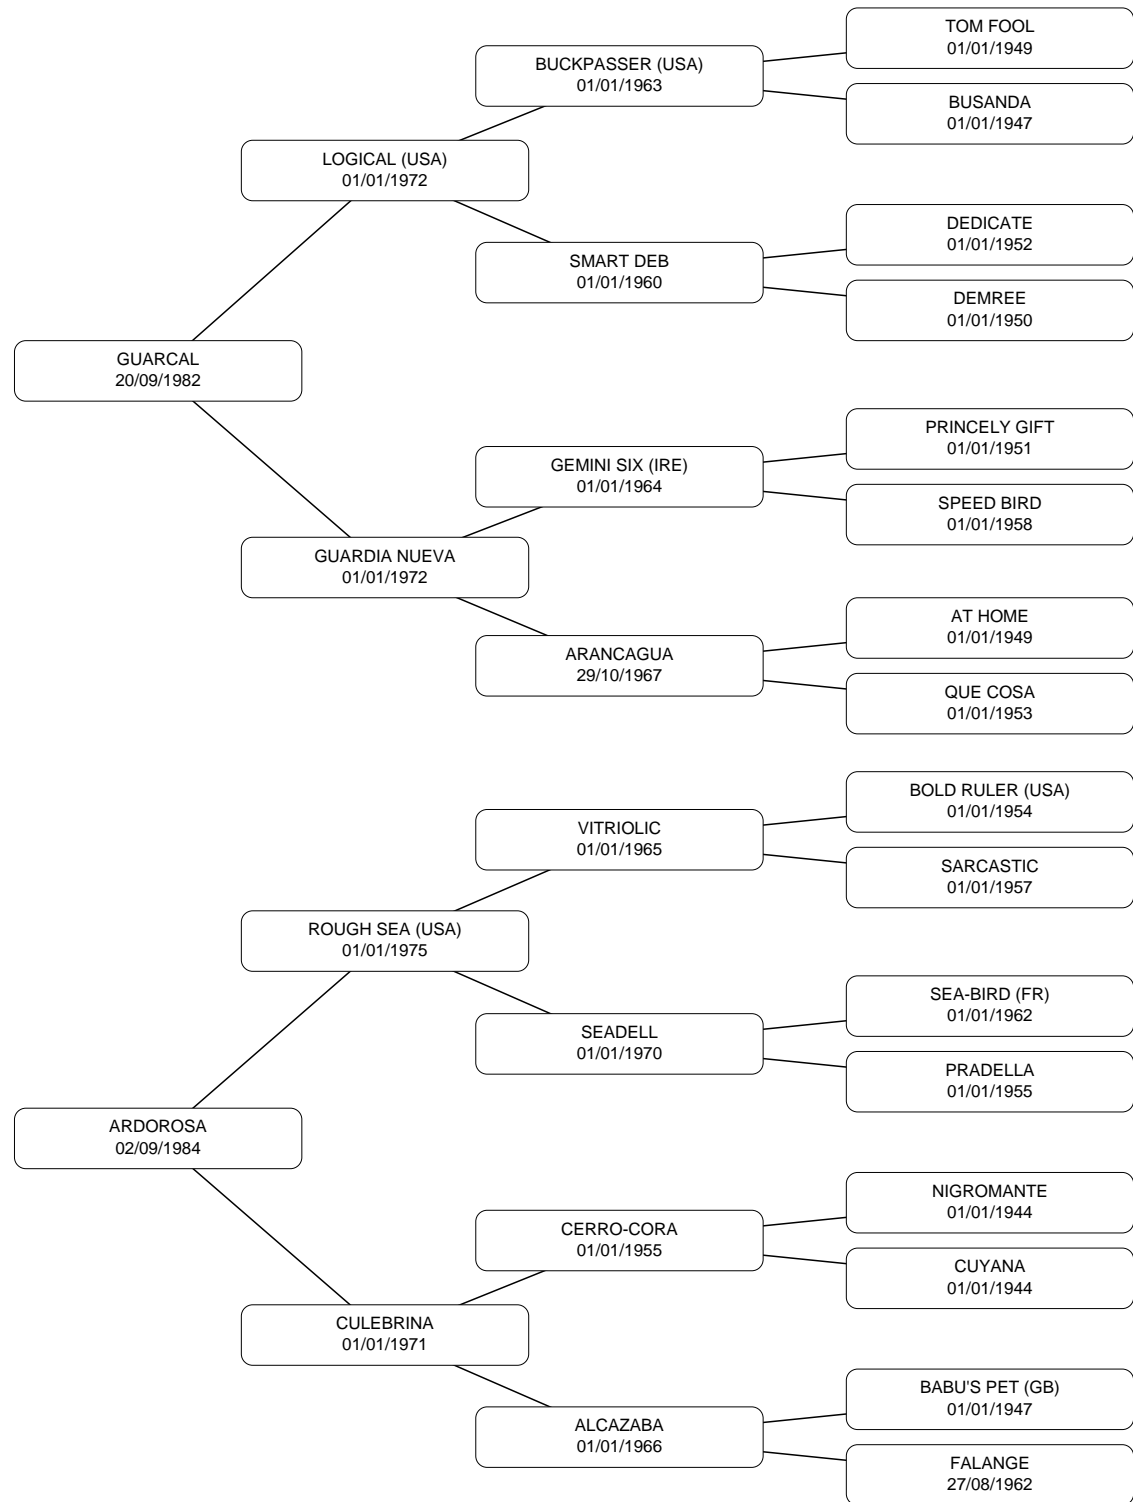 TOM FOOL
01/01/1949
BUCKPASSER (USA)
01/01/1963
BUSANDA
01/01/1947
LOGICAL (USA)
01/01/1972
DEDICATE
01/01/1952
SMART DEB
01/01/1960
DEMREE
01/01/1950
GUARCAL
20/09/1982
PRINCELY GIFT
01/01/1951
GEMINI SIX (IRE)
01/01/1964
SPEED BIRD
01/01/1958
GUARDIA NUEVA
01/01/1972
AT HOME
01/01/1949
ARANCAGUA
29/10/1967
QUE COSA
01/01/1953
BOLD RULER (USA)
01/01/1954
VITRIOLIC
01/01/1965
SARCASTIC
01/01/1957
ROUGH SEA (USA)
01/01/1975
SEA-BIRD (FR)
01/01/1962
SEADELL
01/01/1970
PRADELLA
01/01/1955
ARDOROSA
02/09/1984
NIGROMANTE
01/01/1944
CERRO-CORA
01/01/1955
CUYANA
01/01/1944
CULEBRINA
01/01/1971
BABU'S PET (GB)
01/01/1947
ALCAZABA
01/01/1966
FALANGE
27/08/1962